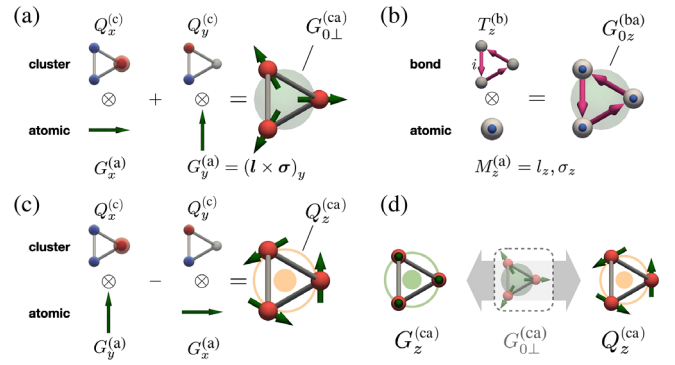 (a)
Q_x^(c) Q_y^(c) G_0⊥^(ca)
cluster
⊗ + ⊗ =
atomic
G_x^(a) G_y^(a) = (l × σ)_y
(b)
T_z^(b) G_0z^(ba)
bond i
⊗ =
atomic
M_z^(a) = l_z, σ_z
(c)
Q_x^(c) Q_y^(c) Q_z^(ca)
cluster
⊗ − ⊗ =
atomic
G_y^(a) G_x^(a)
(d)
G_z^(ca) G_0⊥^(ca) Q_z^(ca)